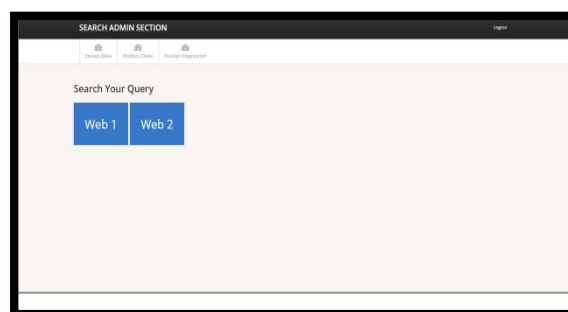 SEARCH ADMIN SECTION
Logout
Extract Data Product Clicks Product Impression
Search Your Query
Web 1 Web 2